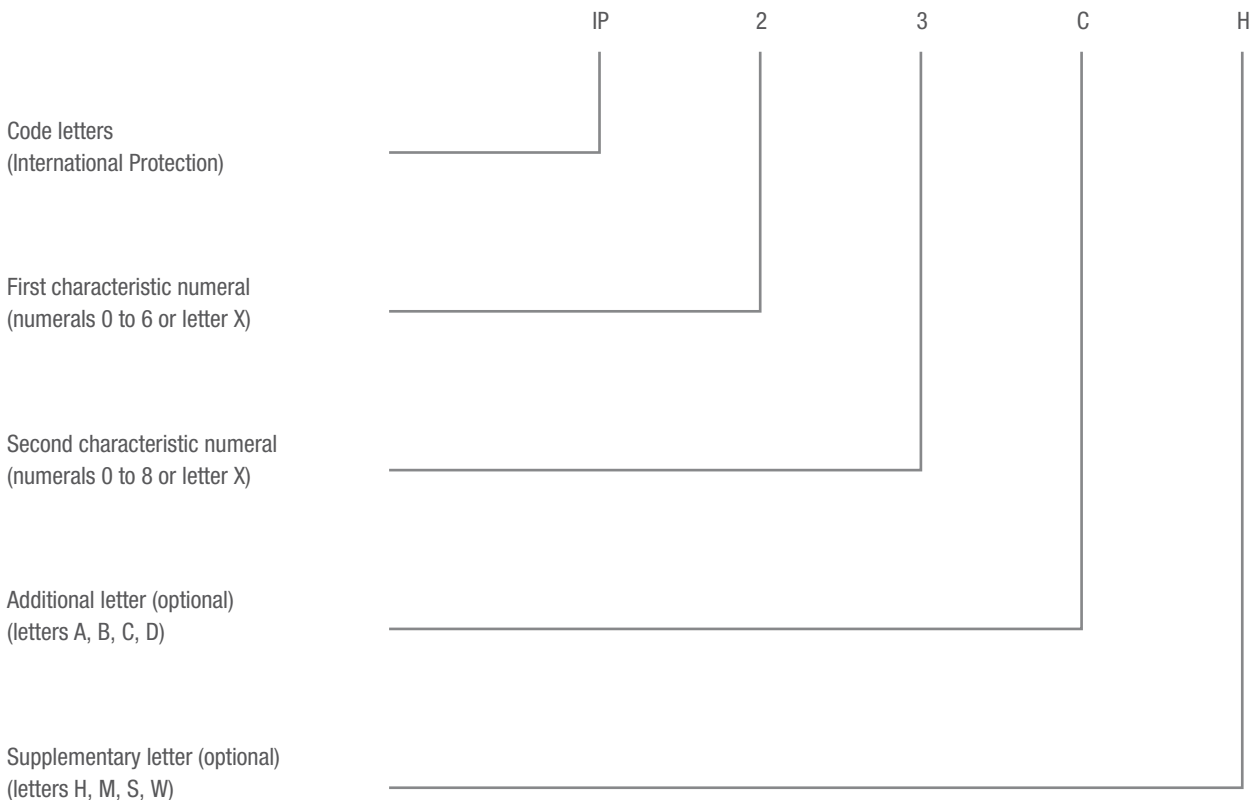 IP 2 3 C H
Code letters
(International Protection)
First characteristic numeral
(numerals 0 to 6 or letter X)
Second characteristic numeral
(numerals 0 to 8 or letter X)
Additional letter (optional)
(letters A, B, C, D)
Supplementary letter (optional)
(letters H, M, S, W)